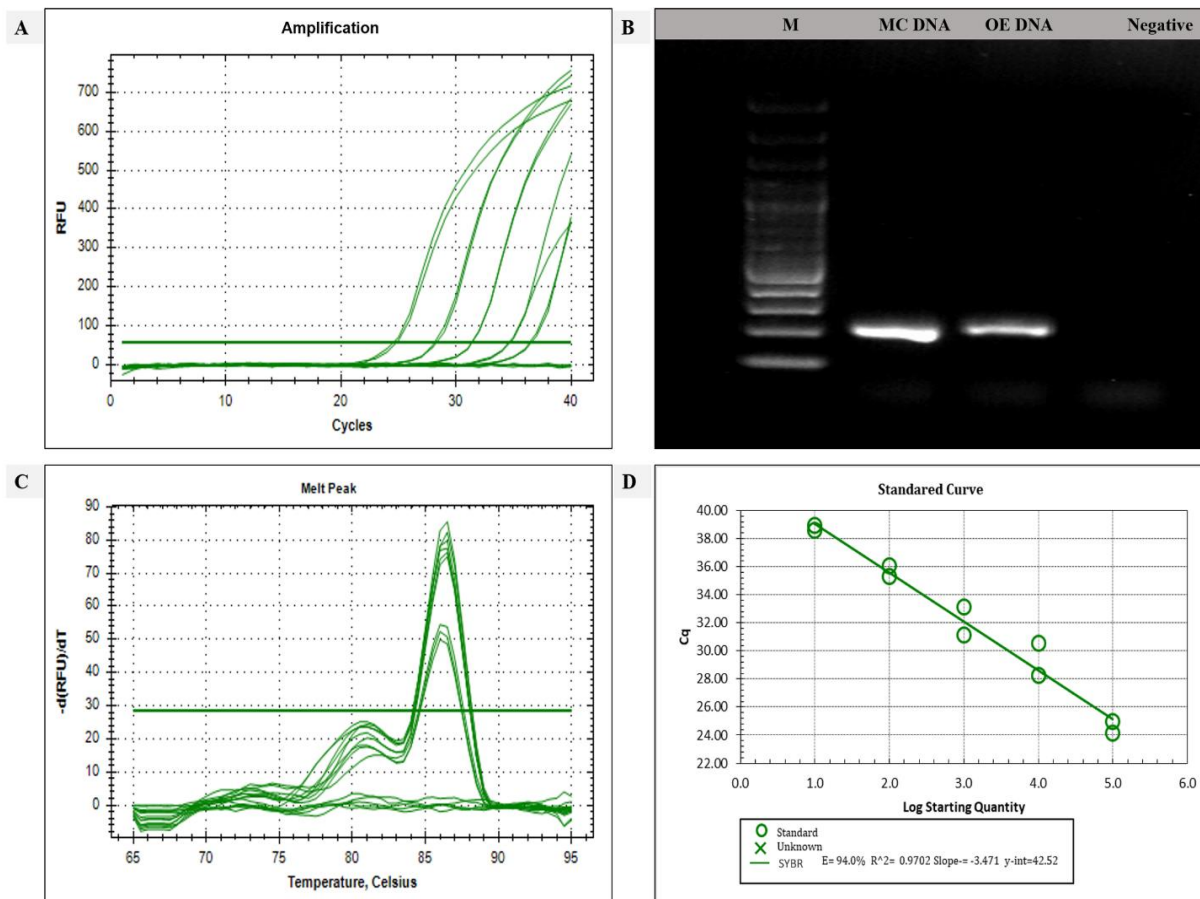 A
Amplification
RFU
700
600
500
400
300
200
100
0
0 10 20 30 40
Cycles
B
M MC DNA OE DNA Negative
C
Melt Peak
-d(RFU)/dT
90
80
70
60
50
40
30
20
10
0
65 70 75 80 85 90 95
Temperature, Celsius
D
Standared Curve
Cq
40.00
38.00
36.00
34.00
32.00
30.00
28.00
26.00
24.00
22.00
0.0 1.0 2.0 3.0 4.0 5.0 6.0
Log Starting Quantity
Standard
Unknown
SYBR E= 94.0% R^2= 0.9702 Slope-= -3.471 y-int=42.52